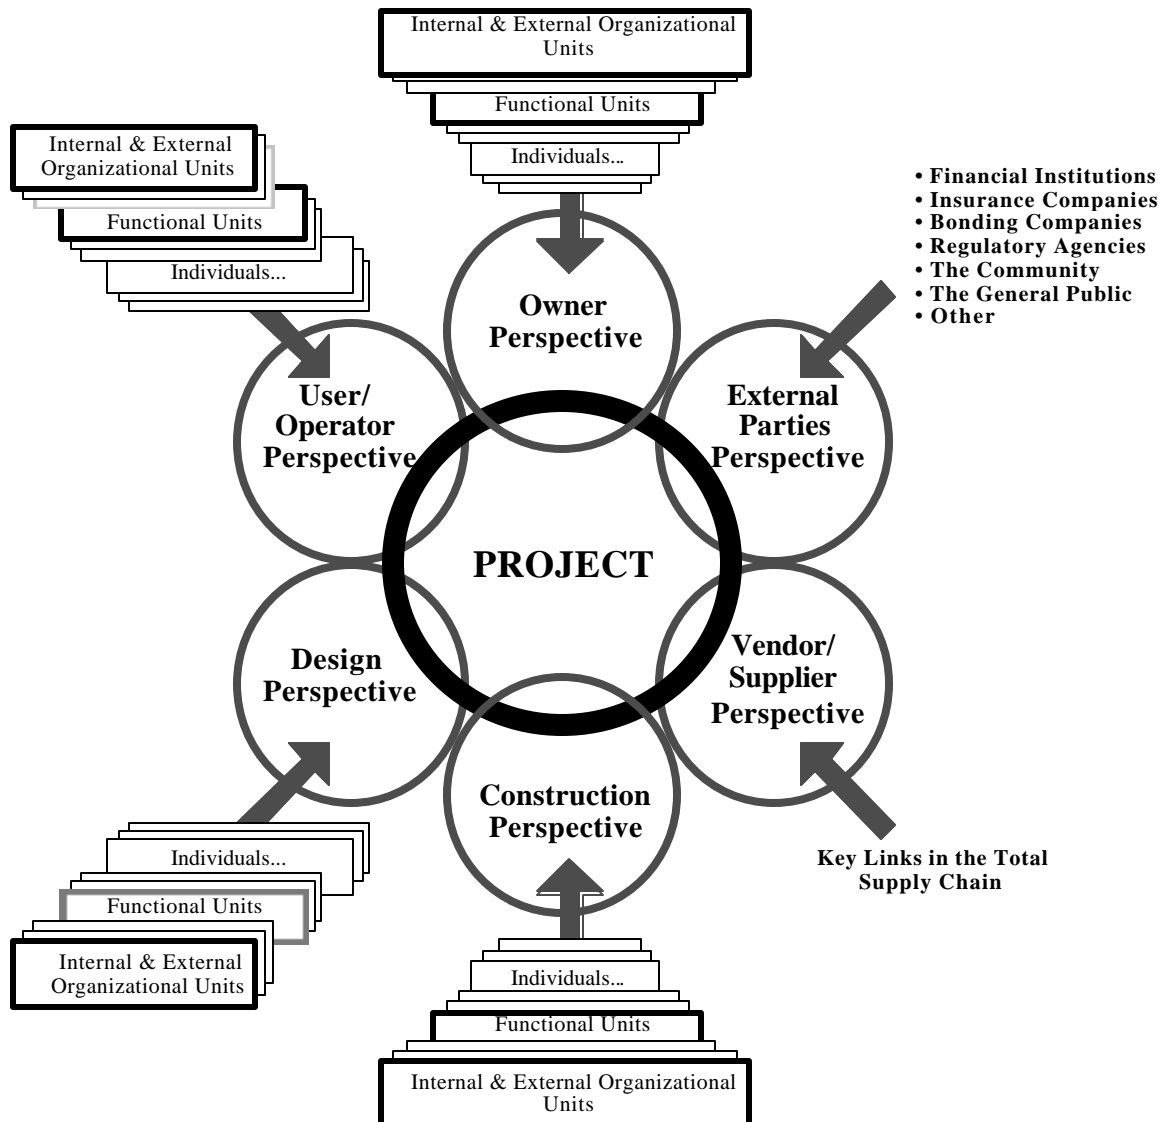 Internal & External Organizational
Units
Functional Units
Individuals...
Internal & External
Organizational Units
Functional Units
Individuals...
• Financial Institutions
• Insurance Companies
• Bonding Companies
• Regulatory Agencies
• The Community
• The General Public
• Other
Owner
Perspective
User/
Operator
Perspective
External
Parties
Perspective
PROJECT
Design
Perspective
Vendor/
Supplier
Perspective
Construction
Perspective
Key Links in the Total
Supply Chain
Individuals...
Functional Units
Internal & External
Organizational Units
Individuals...
Functional Units
Internal & External Organizational
Units